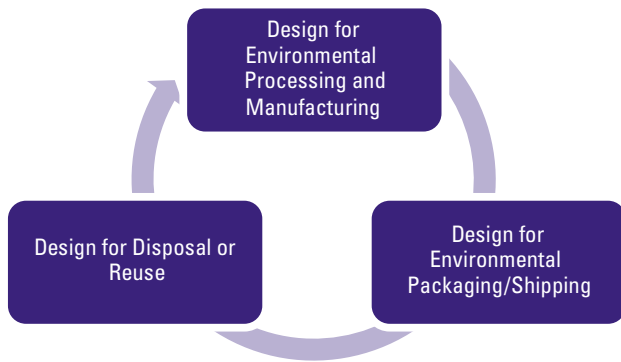 Design for
Environmental
Processing and
Manufacturing
Design for Disposal or
Reuse
Design for
Environmental
Packaging/Shipping